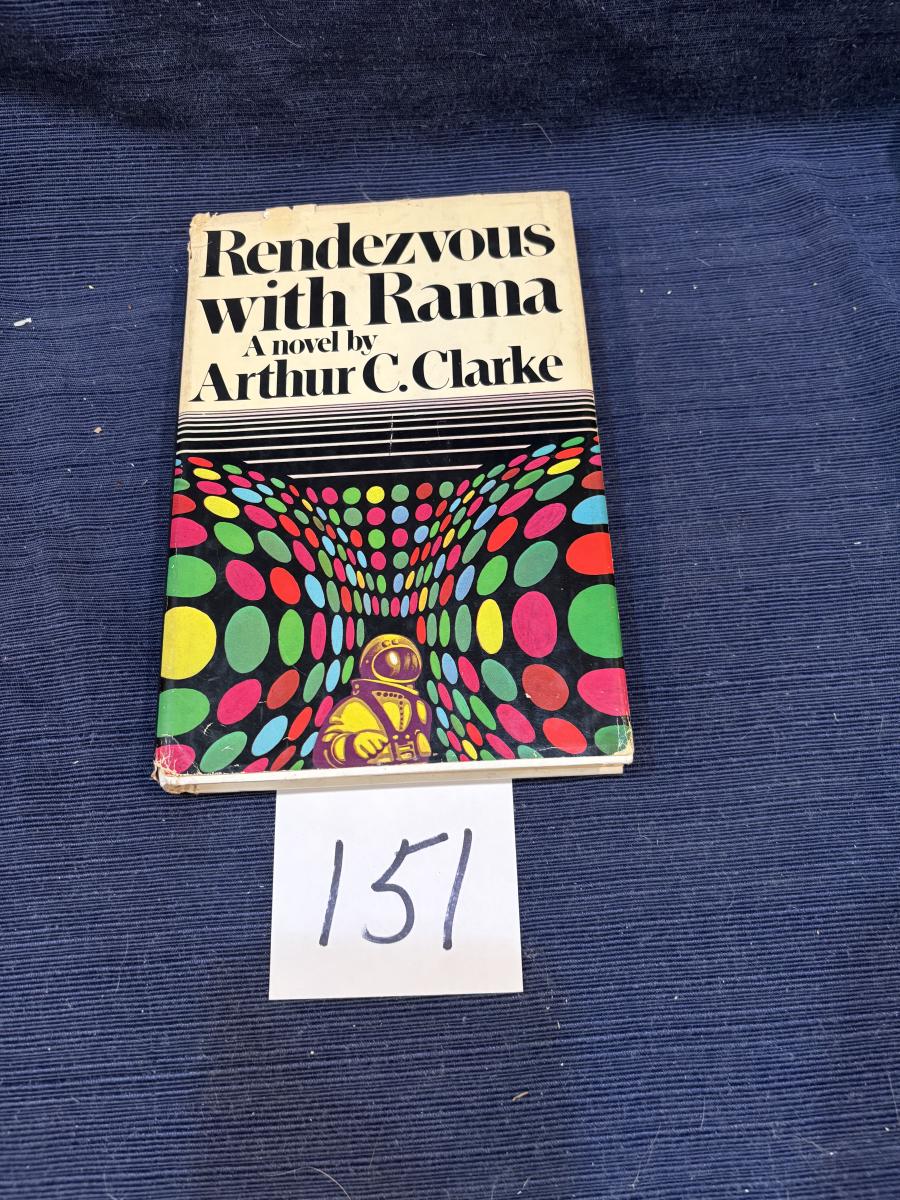 Rendezvous
with Rama
A novel by
Arthur C. Clarke
151